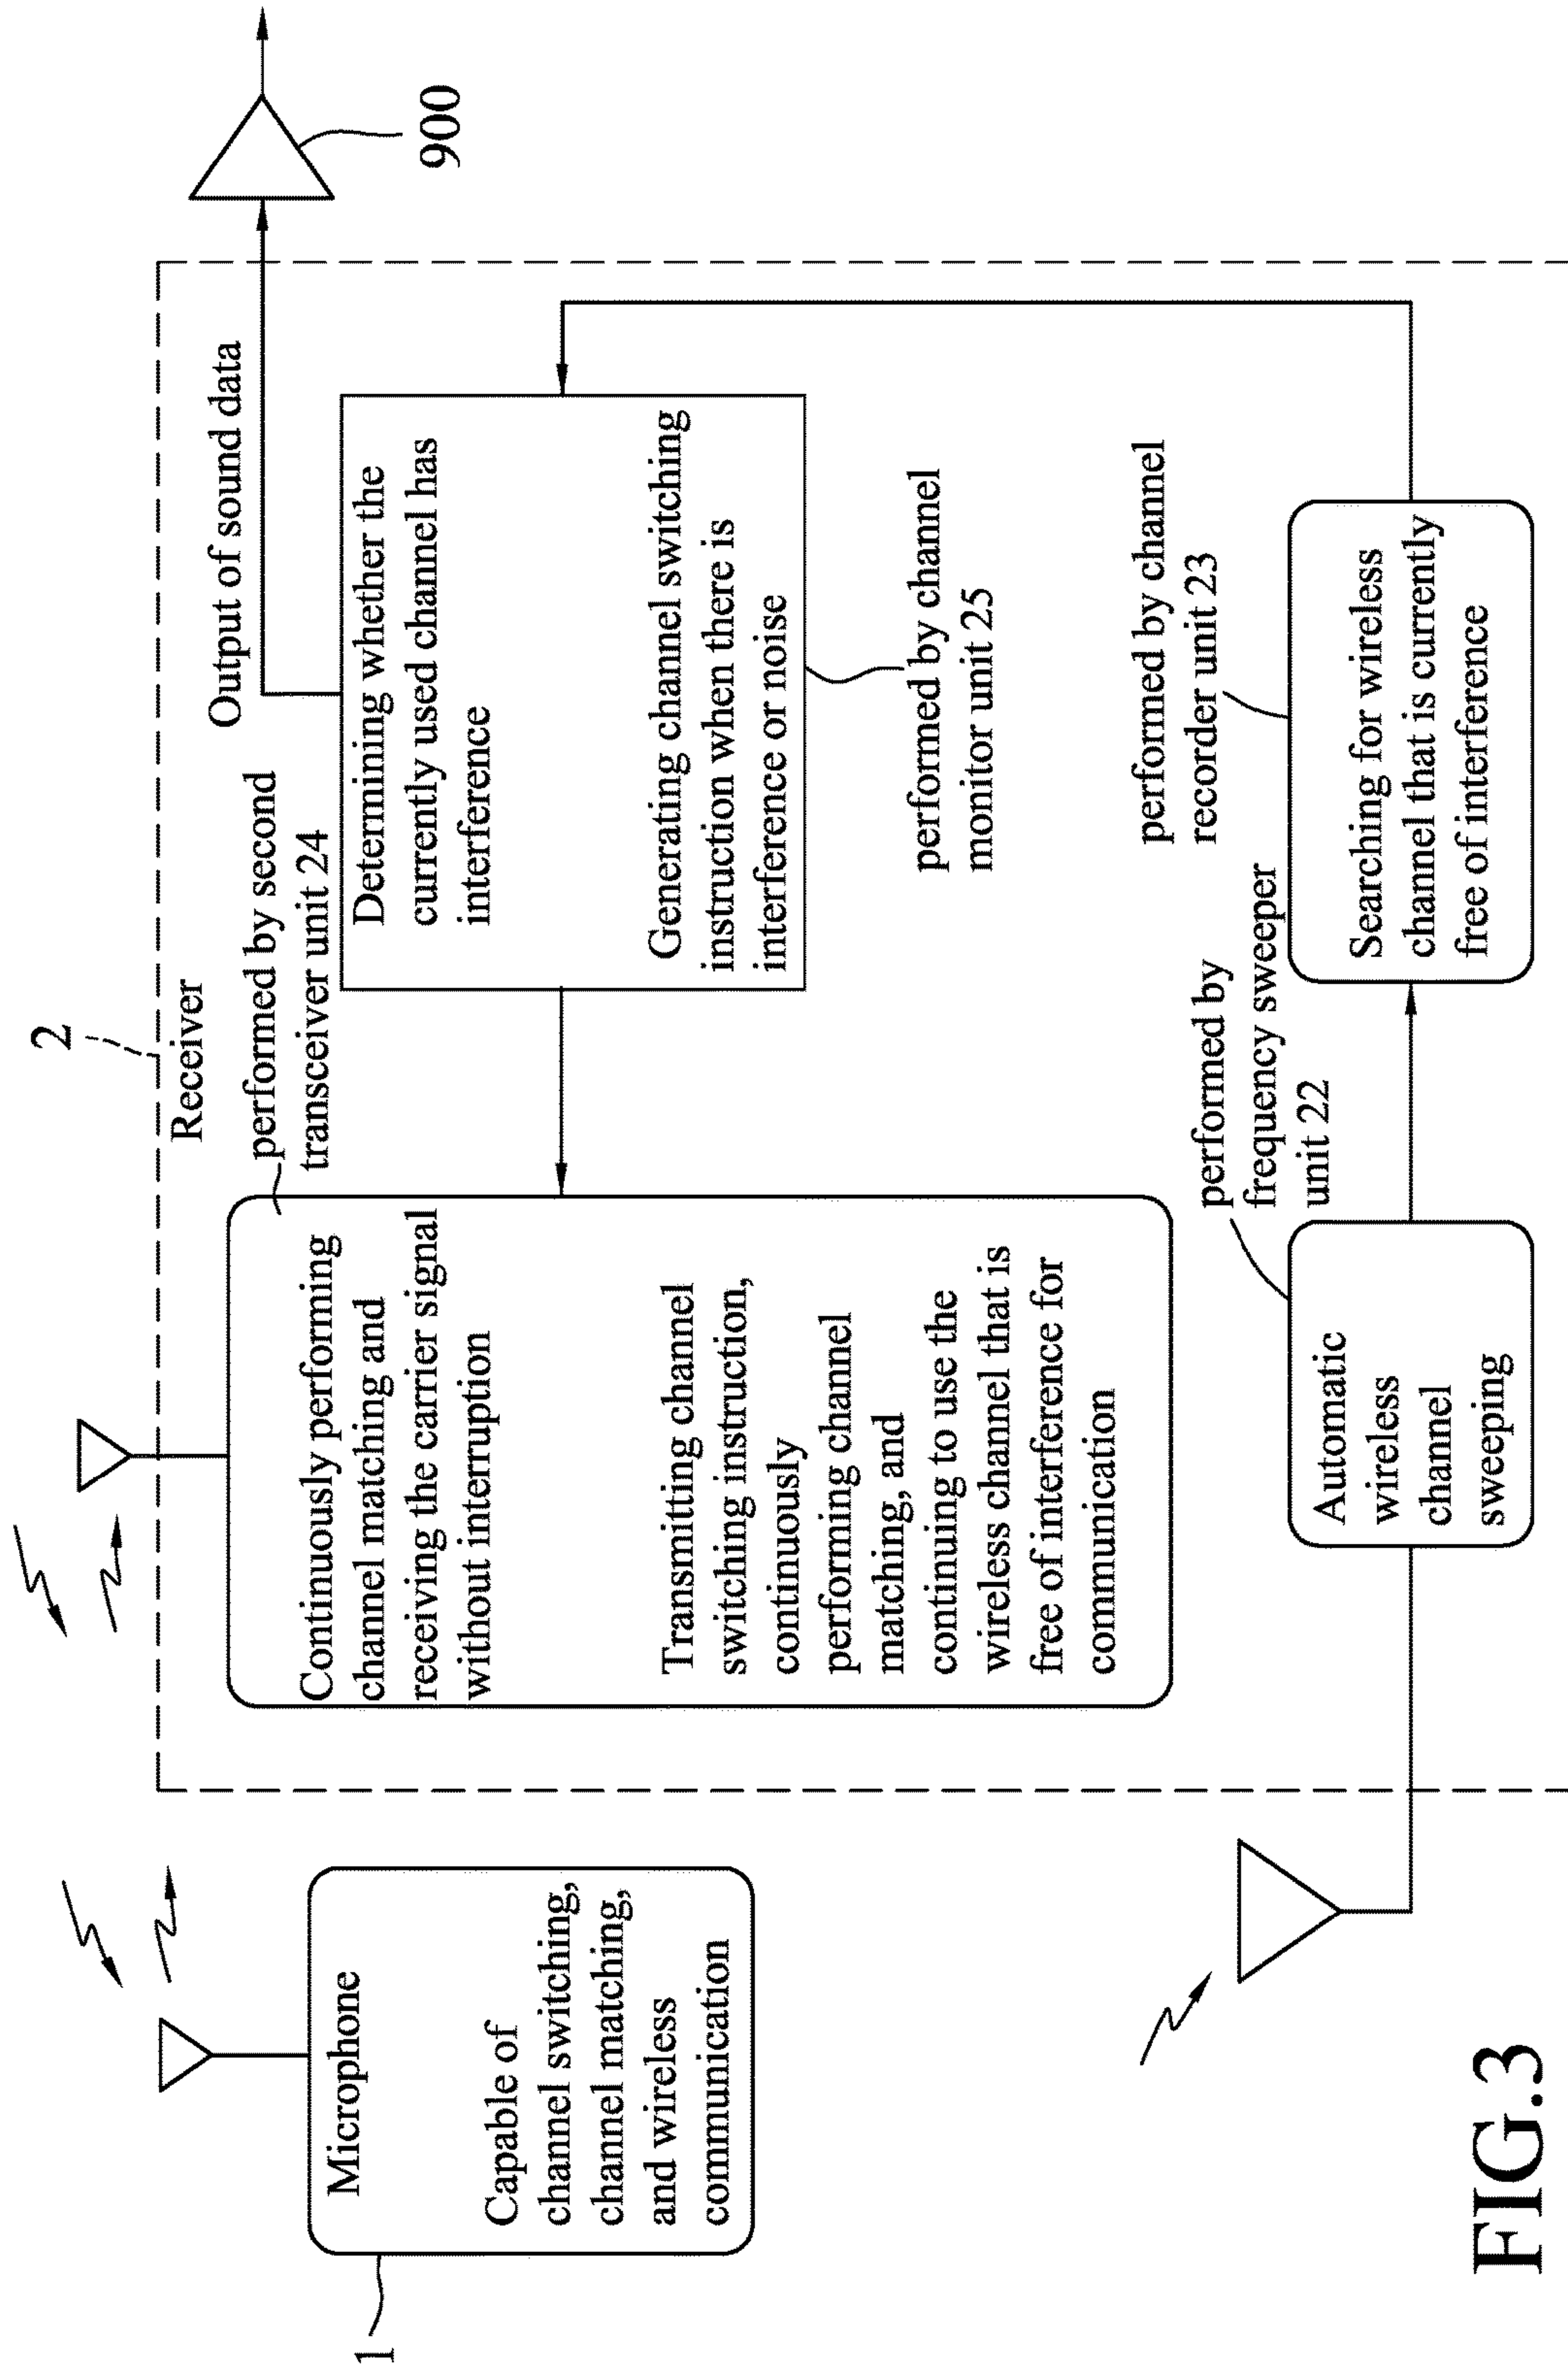 2
Receiver
Output of sound data
900
performed by second
transceiver unit 24
Microphone
Capable of
channel switching,
channel matching,
and wireless
communication
1
Continuously performing
channel matching and
receiving the carrier signal
without interruption
Transmitting channel
switching instruction,
continuously
performing channel
matching, and
continuing to use the
wireless channel that is
free of interference for
communication
Determining whether the
currently used channel has
interference
Generating channel switching
instruction when there is
interference or noise
performed by channel
monitor unit 25
performed by
frequency sweeper
unit 22
performed by channel
recorder unit 23
Automatic
wireless
channel
sweeping
Searching for wireless
channel that is currently
free of interference
FIG.3